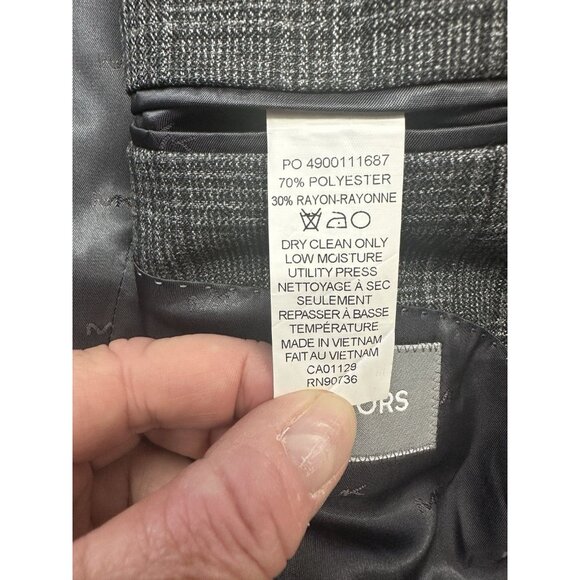 PO 4900111687
70% POLYESTER
30% RAYON-RAYONNE
DRY CLEAN ONLY
LOW MOISTURE
UTILITY PRESS
NETTOYAGE À SEC
SEULEMENT
REPASSER À BASSE
TEMPÉRATURE
MADE IN VIETNAM
FAIT AU VIETNAM
CA01129
RN90736
ORS